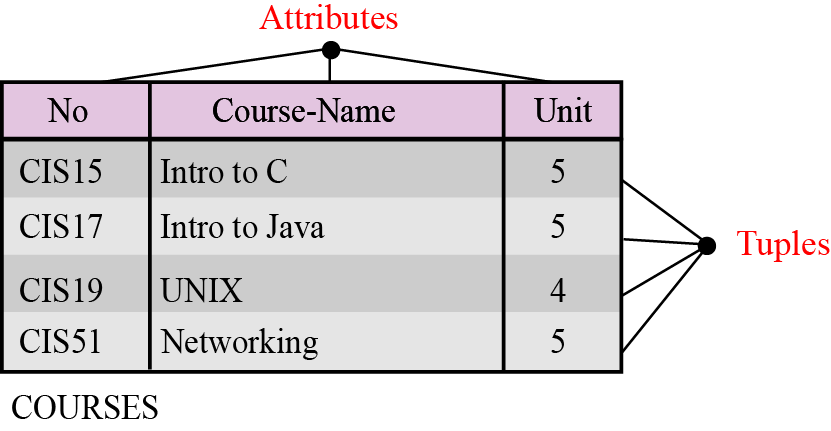 Attributes
No Course-Name Unit
CIS15 Intro to C 5
CIS17 Intro to Java 5
Tuples
CIS19 UNIX 4
CIS51 Networking 5
COURSES